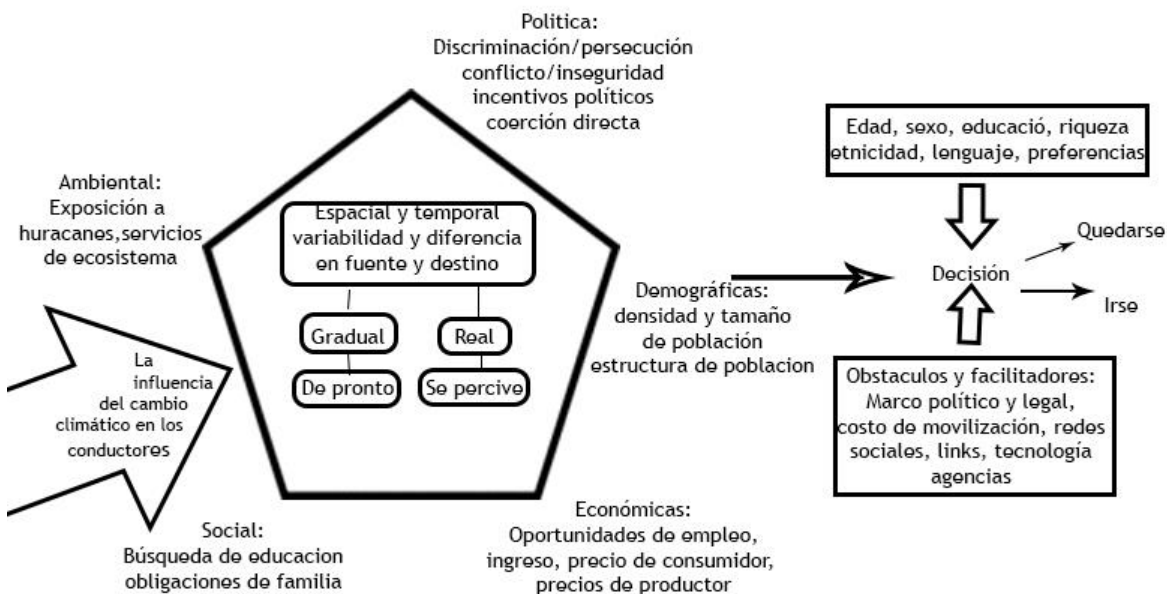 Politica:
Discriminación/persecución
conflicto/inseguridad
incentivos políticos
coerción directa
Ambiental:
Exposición a
huracanes,servicios
de ecosistema
Espacial y temporal
variabilidad y diferencia
en fuente y destino
Gradual
De pronto
Real
Se percive
La
influencia
del cambio
climático en los
conductores
Social:
Búsqueda de educacion
obligaciones de familia
Económicas:
Oportunidades de empleo,
ingreso, precio de consumidor,
precios de productor
Demográficas:
densidad y tamaño
de población
estructura de poblacion
Edad, sexo, educació, riqueza
etnicidad, lenguaje, preferencias
Decisión
Quedarse
Irse
Obstaculos y facilitadores:
Marco político y legal,
costo de movilización, redes
sociales, links, tecnología
agencias